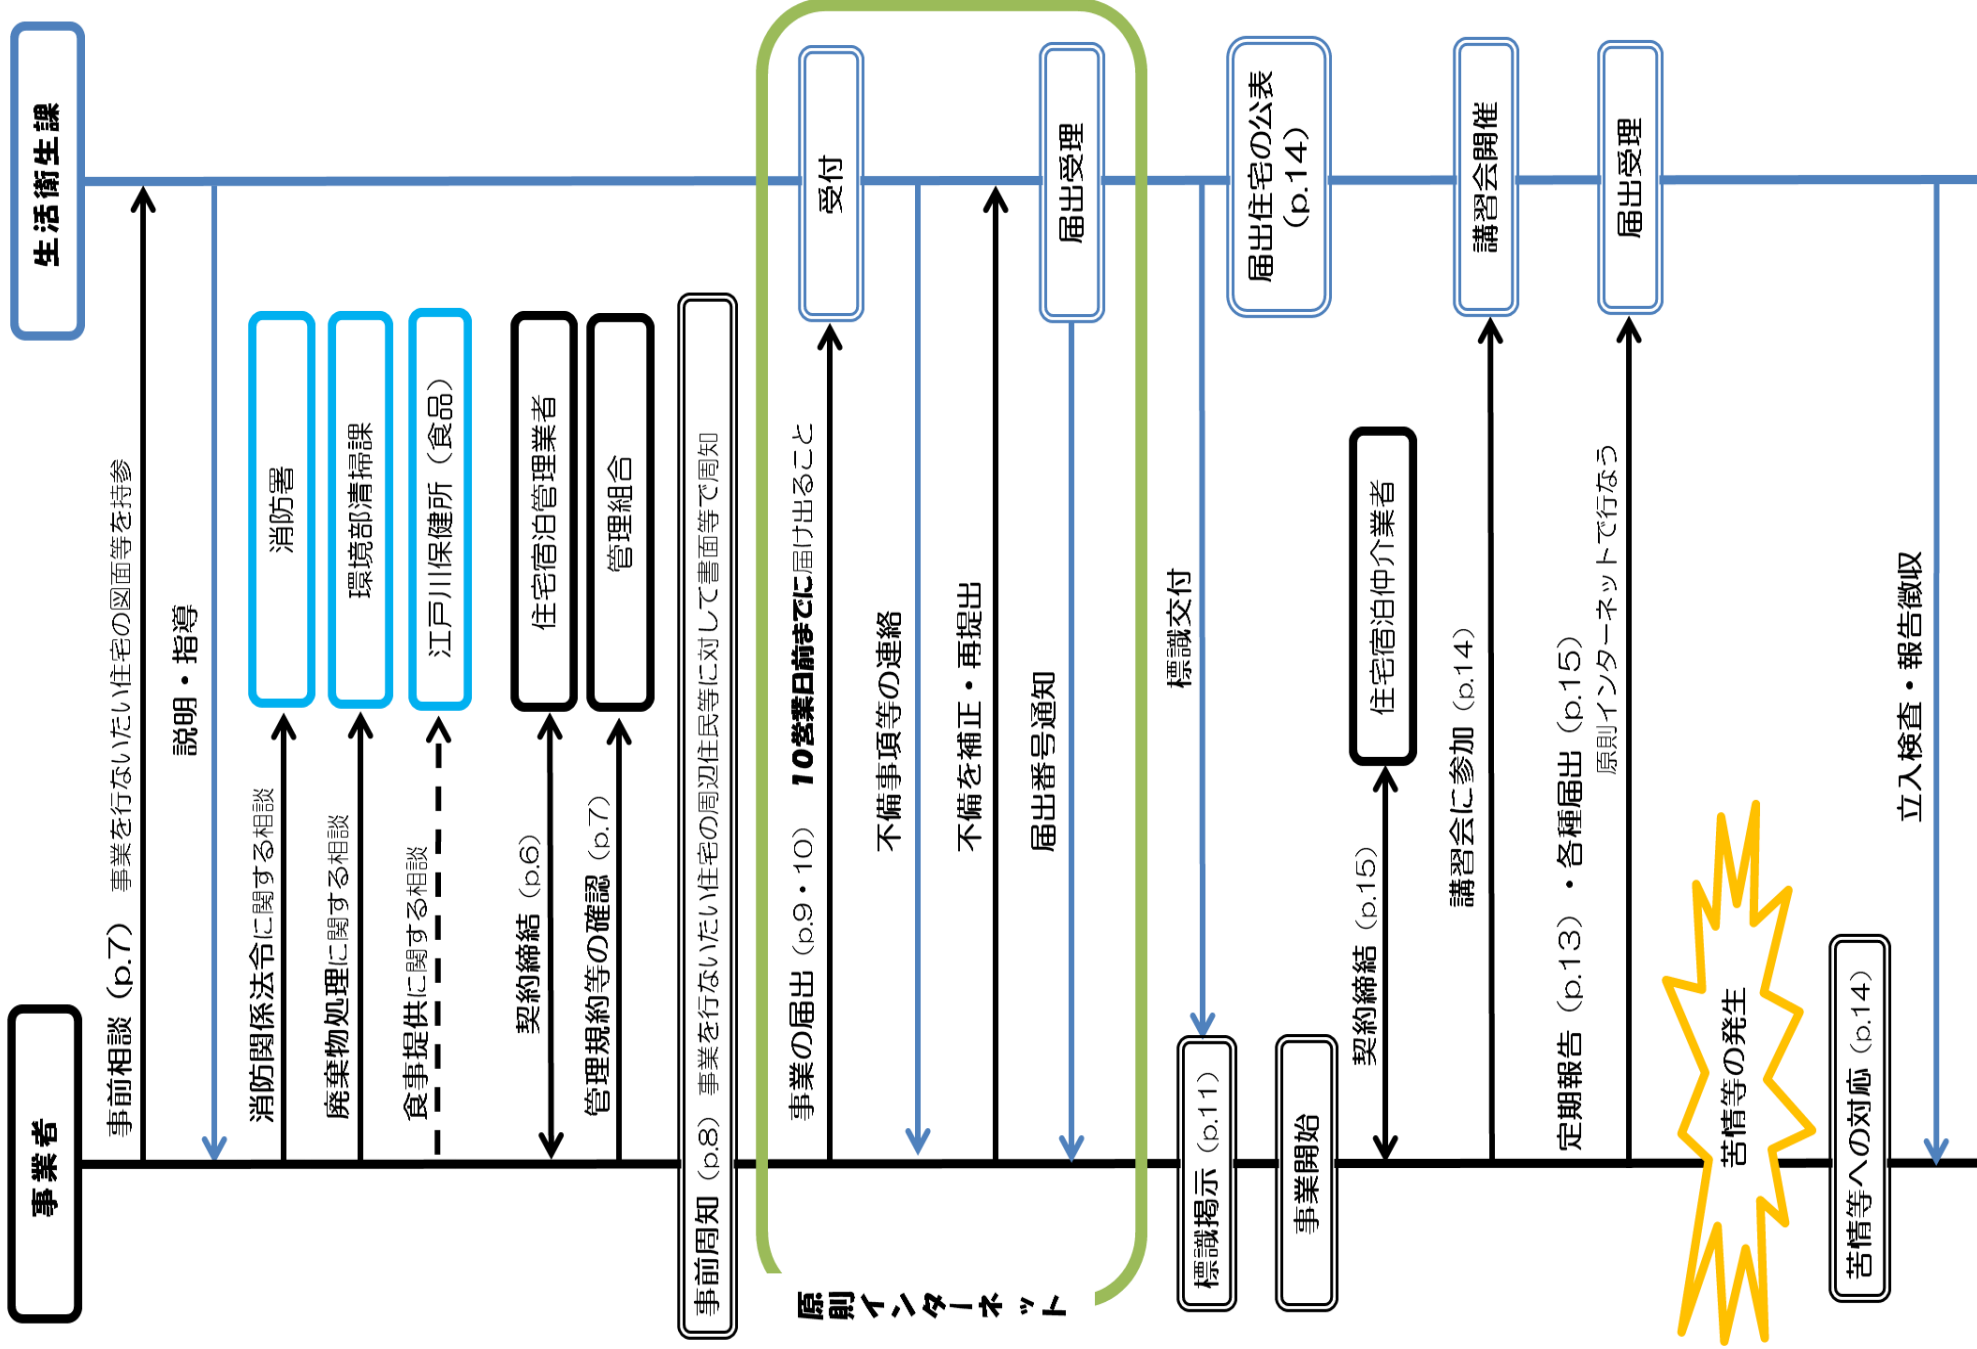 事業者
生活衛生課
事前相談（p.7） 事業を行ないたい住宅の図面等を持参
説明・指導
消防関係法令に関する相談
消防署
廃棄物処理に関する相談
環境部清掃課
食事提供に関する相談
江戸川保健所（食品）
契約締結（p.6）
住宅宿泊管理業者
管理規約等の確認（p.7）
管理組合
事前周知（p.8） 事業を行ないたい住宅の周辺住民等に対して書面等で周知
原則インターネット
事業の届出（p.9・10） 10営業日前までに届け出ること
受付
不備事項等の連絡
不備を補正・再提出
届出番号通知
届出受理
標識交付
標識掲示（p.11）
届出住宅の公表
（p.14）
事業開始
契約締結（p.15）
住宅宿泊仲介業者
講習会に参加（p.14）
講習会開催
定期報告（p.13）・各種届出（p.15）
原則インターネットで行なう
届出受理
苦情等の発生
苦情等への対応（p.14）
立入検査・報告徴収